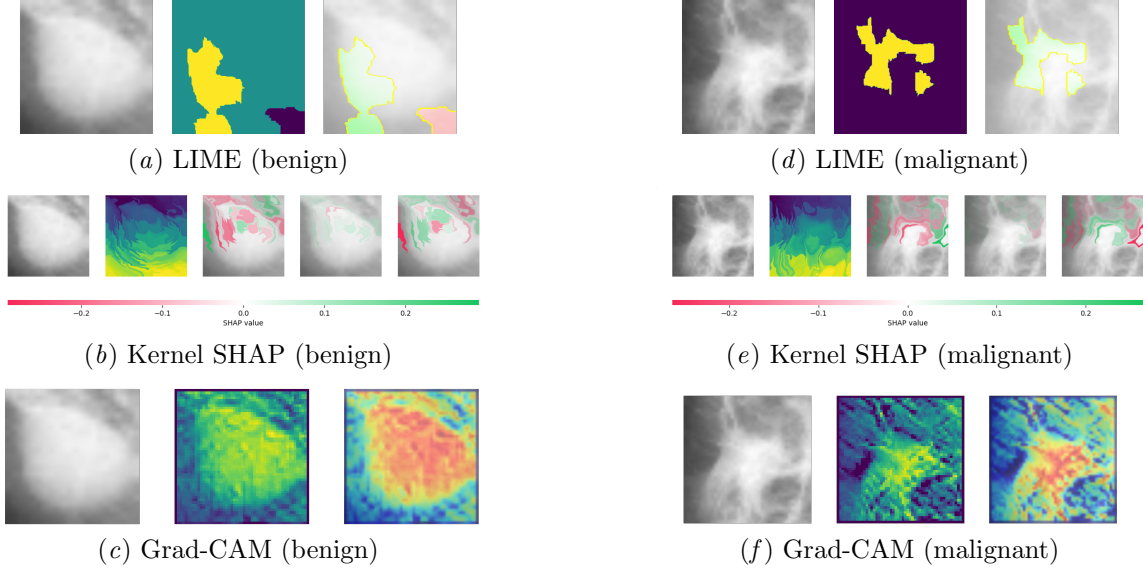 (a) LIME (benign)
(d) LIME (malignant)
−0.2 −0.1 0.0 0.1 0.2
SHAP value
−0.2 −0.1 0.0 0.1 0.2
SHAP value
(b) Kernel SHAP (benign)
(e) Kernel SHAP (malignant)
(c) Grad-CAM (benign)
(f) Grad-CAM (malignant)